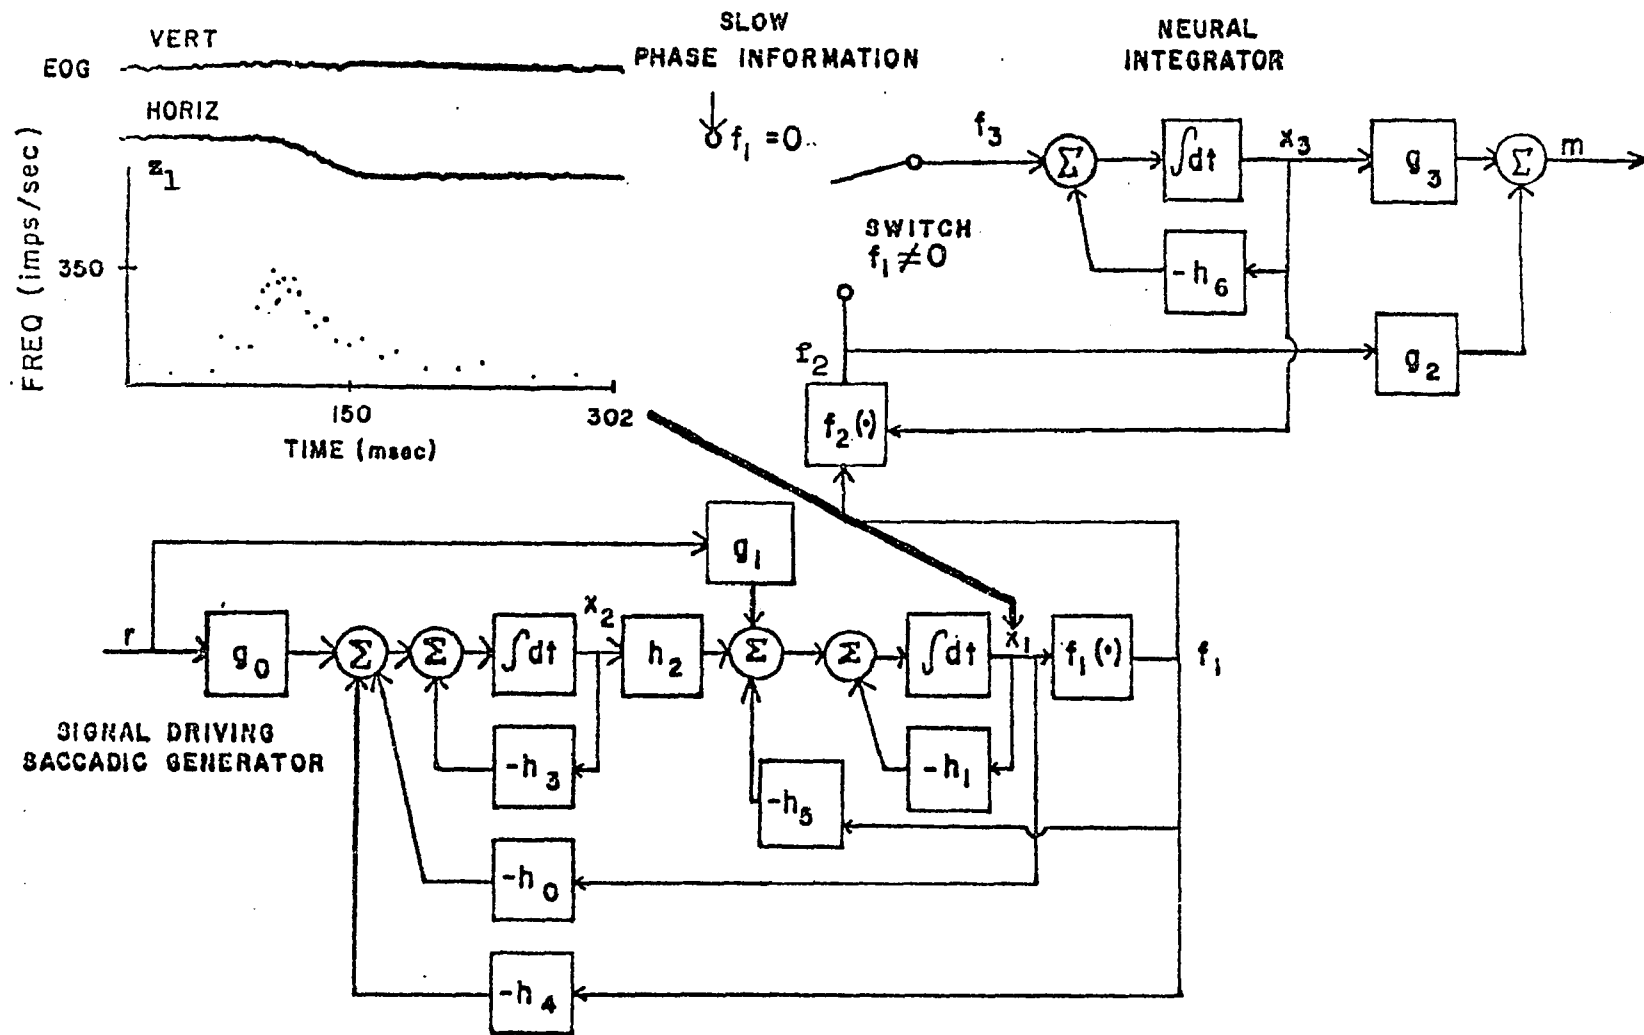 VERT
EOG
HORIZ
z₁
FREQ (imps/sec)
350
150
302
TIME (msec)
SLOW
PHASE INFORMATION
f₁=0
SWITCH
f₁≠0
NEURAL
INTEGRATOR
f₃
Σ
∫dt
x₃
g₃
Σ
m
-h₆
f₂
g₂
f₂(·)
g₁
r
g₀
Σ
Σ
∫dt
x₂
h₂
Σ
Σ
∫dt
x₁
f₁(·)
f₁
SIGNAL DRIVING
SACCADIC GENERATOR
-h₃
-h₁
-h₅
-h₀
-h₄